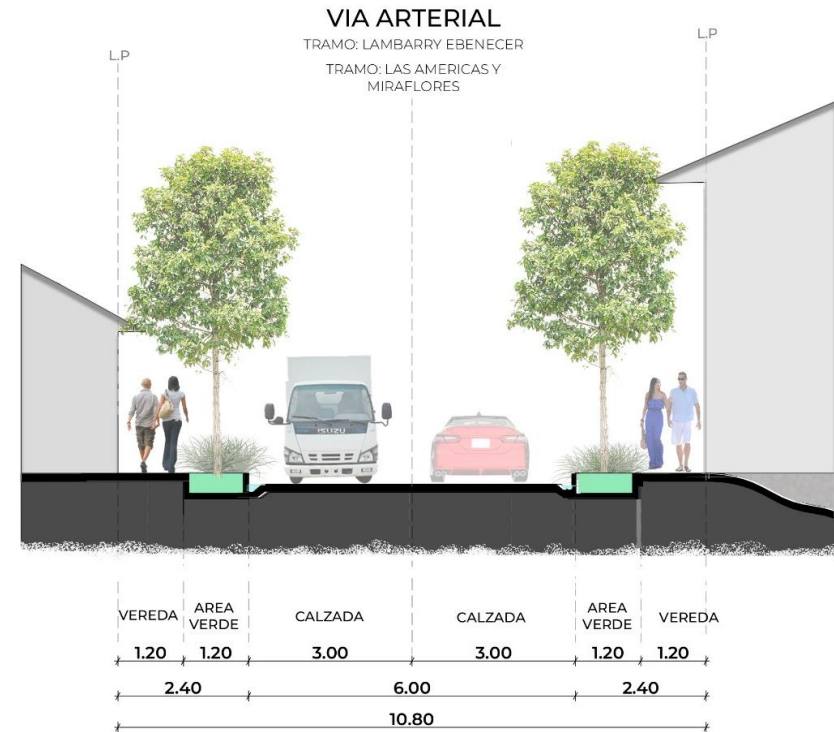 VIA ARTERIAL
TRAMO: LAMBARRY EBENECER
TRAMO: LAS AMERICAS Y
MIRAFLORES
L.P
L.P
ISUZU
VEREDA
AREA
VERDE
CALZADA
CALZADA
AREA
VERDE
VEREDA
1.20
1.20
3.00
3.00
1.20
1.20
2.40
6.00
2.40
10.80